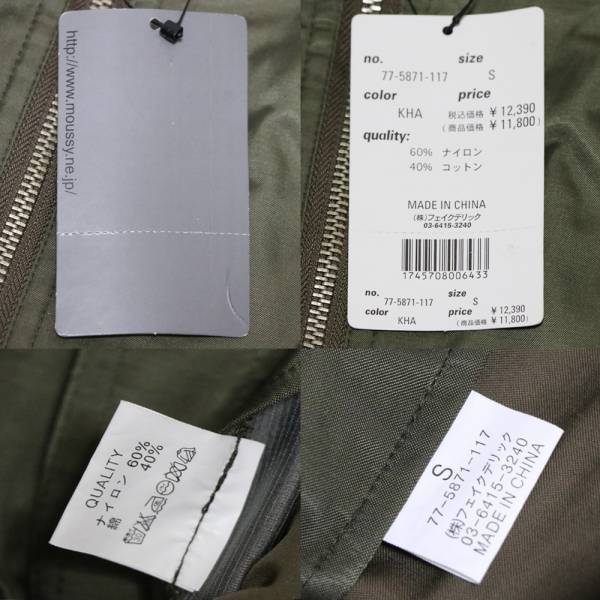 http://www.moussy.ne.jp/
no. size
77-5871-117 S
color price
KHA 税込価格 ￥12,390
(商品価格 ￥11,800)
quality:
60% ナイロン
40% コットン
MADE IN CHINA
(株)フェイクデリック
03-6415-3240
1745708006433
no. size
77-5871-117 S
color price
KHA 税込価格 ￥12,390
(商品価格 ￥11,800)
QUALITY
ナイロン 60%
綿 40%
S
77-5871-117
(株)フェイクデリック
03-6415-3240
MADE IN CHINA